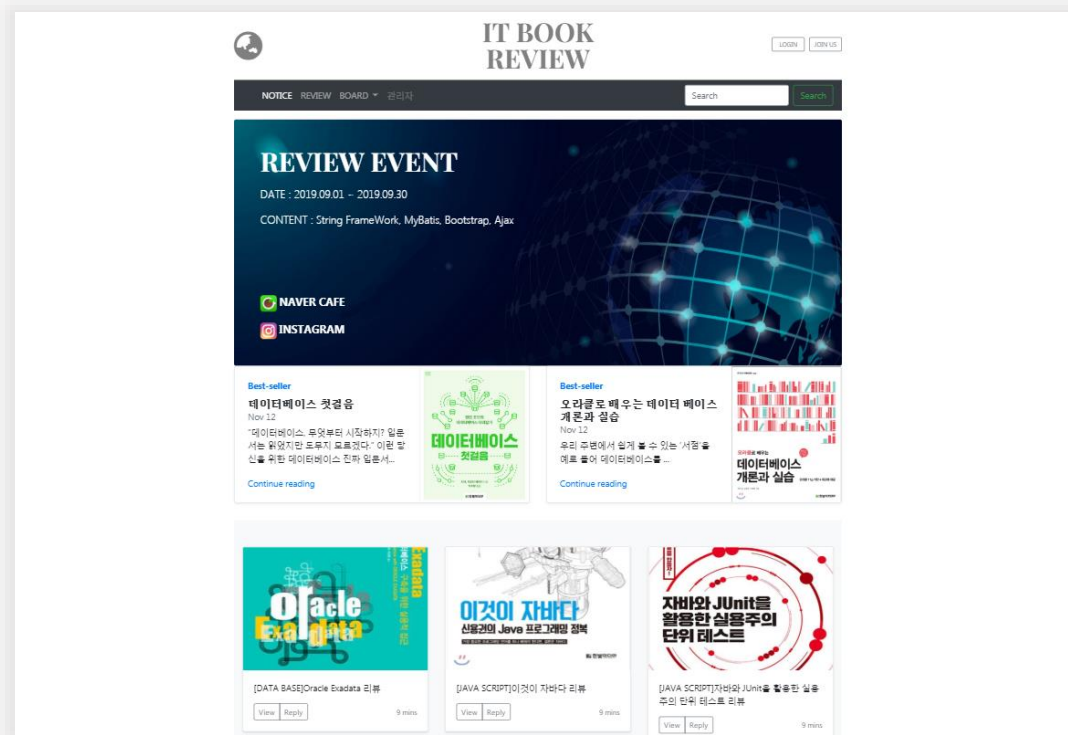 IT BOOK
REVIEW
LOGIN
JOIN US
NOTICE REVIEW BOARD 관리자
Search
Search
REVIEW EVENT
DATE : 2019.09.01 ~ 2019.09.30
CONTENT : String FrameWork, MyBatis, Bootstrap, Ajax
NAVER CAFE
INSTAGRAM
Best-seller
데이터베이스 첫걸음
Nov 12
"데이터베이스, 무엇부터 시작하지? 입문
서는 읽었지만 도무지 모르겠다." 이런 당
신을 위한 데이터베이스 진짜 입문서...
Continue reading
데이터베이스
첫걸음
Best-seller
오라클로 배우는 데이터 베이스
개론과 실습
Nov 12
우리 주변에서 쉽게 볼 수 있는 '서점'을
예로 들어 데이터베이스를 ...
Continue reading
오라클로 배우는
데이터베이스
개론과 실습
Oracle
Exadata
Exadata
[DATA BASE]Oracle Exadata 리뷰
View
Reply
9 mins
이것이 자바다
신용권의 Java 프로그래밍 정복
한빛미디어
[JAVA SCRIPT]이것이 자바다 리뷰
View
Reply
9 mins
자바와 JUnit을
활용한 실용주의
단위 테스트
[JAVA SCRIPT]자바와 JUnit을 활용한 실용
주의 단위 테스트 리뷰
View
Reply
9 mins